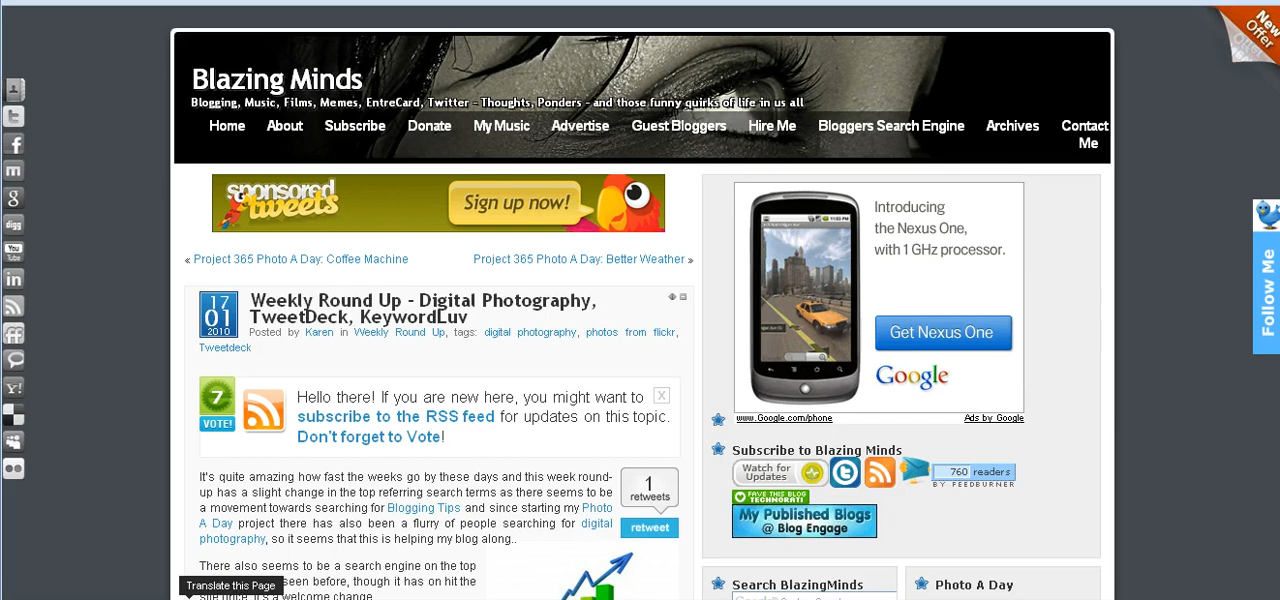 New Offer
Blazing Minds
Blogging, Music, Films, Memes, EntreCard, Twitter - Thoughts, Ponders - and those funny quirks of life in us all
Home About Subscribe Donate My Music Advertise Guest Bloggers Hire Me Bloggers Search Engine Archives Contact Me
sponsored tweets
Sign up now!
« Project 365 Photo A Day: Coffee Machine
Project 365 Photo A Day: Better Weather »
17
01
2010
Weekly Round Up - Digital Photography,
TweetDeck, KeywordLuv
Posted by Karen in Weekly Round Up, tags: digital photography, photos from flickr,
Tweetdeck
7
VOTE!
Hello there! If you are new here, you might want to
subscribe to the RSS feed for updates on this topic.
Don't forget to Vote!
X
It's quite amazing how fast the weeks go by these days and this week round-
up has a slight change in the top referring search terms as there seems to be
a movement towards searching for Blogging Tips and since starting my Photo
A Day project there has also been a flurry of people searching for digital
photography, so it seems that this is helping my blog along..
1
retweets
retweet
There also seems to be a search engine on the top
seen before, though it has on hit the
site once, it's a welcome change.
Translate this Page
Introducing
the Nexus One,
with 1 GHz processor.
Get Nexus One
Google
www.Google.com/phone
Ads by Google
Subscribe to Blazing Minds
Watch for
Updates
760 readers
BY FEEDBURNER
FAVE THIS BLOG
TECHNORATI
My Published Blogs
@ Blog Engage
Search BlazingMinds
Photo A Day
Follow Me
t
f
m
g
digg
You
Tube
in
ff
Y!